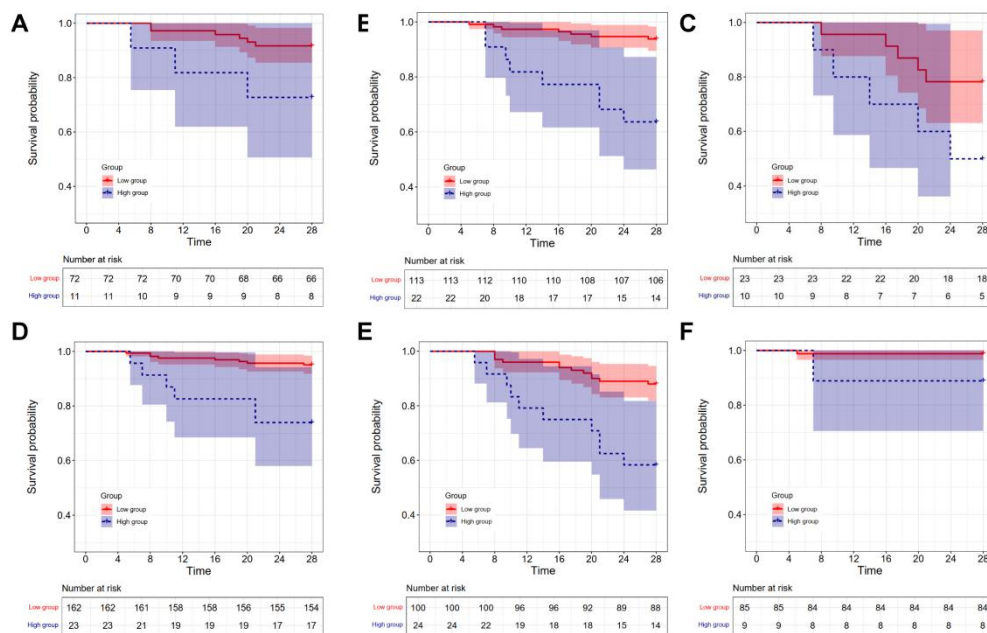 A
1.0
0.8
0.6
0.4
Survival probability
Group
Low group
High group
0 4 8 12 16 20 24 28
Time
Number at risk
Low group 72 72 72 70 70 68 66 66
High group 11 11 10 9 9 9 8 8
E
1.0
0.8
0.6
0.4
Survival probability
Group
Low group
High group
0 4 8 12 16 20 24 28
Time
Number at risk
Low group 113 113 112 110 110 108 107 106
High group 22 22 20 18 17 17 15 14
C
1.0
0.8
0.6
0.4
Survival probability
Group
Low group
High group
0 4 8 12 16 20 24 28
Time
Number at risk
Low group 23 23 23 22 22 20 18 18
High group 10 10 9 8 7 7 6 5
D
1.0
0.8
0.6
0.4
Survival probability
Group
Low group
High group
0 4 8 12 16 20 24 28
Time
Number at risk
Low group 162 162 161 158 158 156 155 154
High group 23 23 21 19 19 19 17 17
E
1.0
0.8
0.6
0.4
Survival probability
Group
Low group
High group
0 4 8 12 16 20 24 28
Time
Number at risk
Low group 100 100 100 96 96 92 89 88
High group 24 24 22 19 18 18 15 14
F
1.0
0.8
0.6
0.4
Survival probability
Group
Low group
High group
0 4 8 12 16 20 24 28
Time
Number at risk
Low group 85 85 84 84 84 84 84 84
High group 9 9 8 8 8 8 8 8